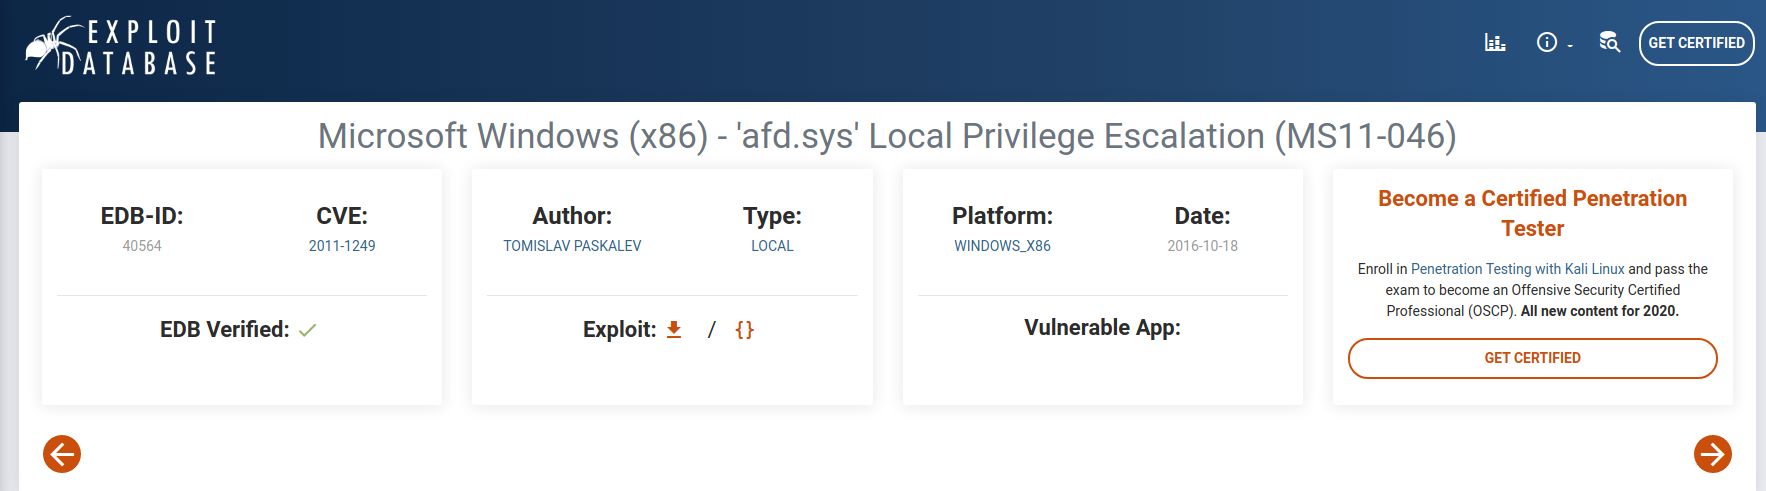 EXPLOIT
DATABASE
GET CERTIFIED
Microsoft Windows (x86) - 'afd.sys' Local Privilege Escalation (MS11-046)
EDB-ID:
40564
CVE:
2011-1249
EDB Verified:
Author:
TOMISLAV PASKALEV
Type:
LOCAL
Exploit: / {}
Platform:
WINDOWS_X86
Date:
2016-10-18
Vulnerable App:
Become a Certified Penetration
Tester
Enroll in Penetration Testing with Kali Linux and pass the
exam to become an Offensive Security Certified
Professional (OSCP). All new content for 2020.
GET CERTIFIED